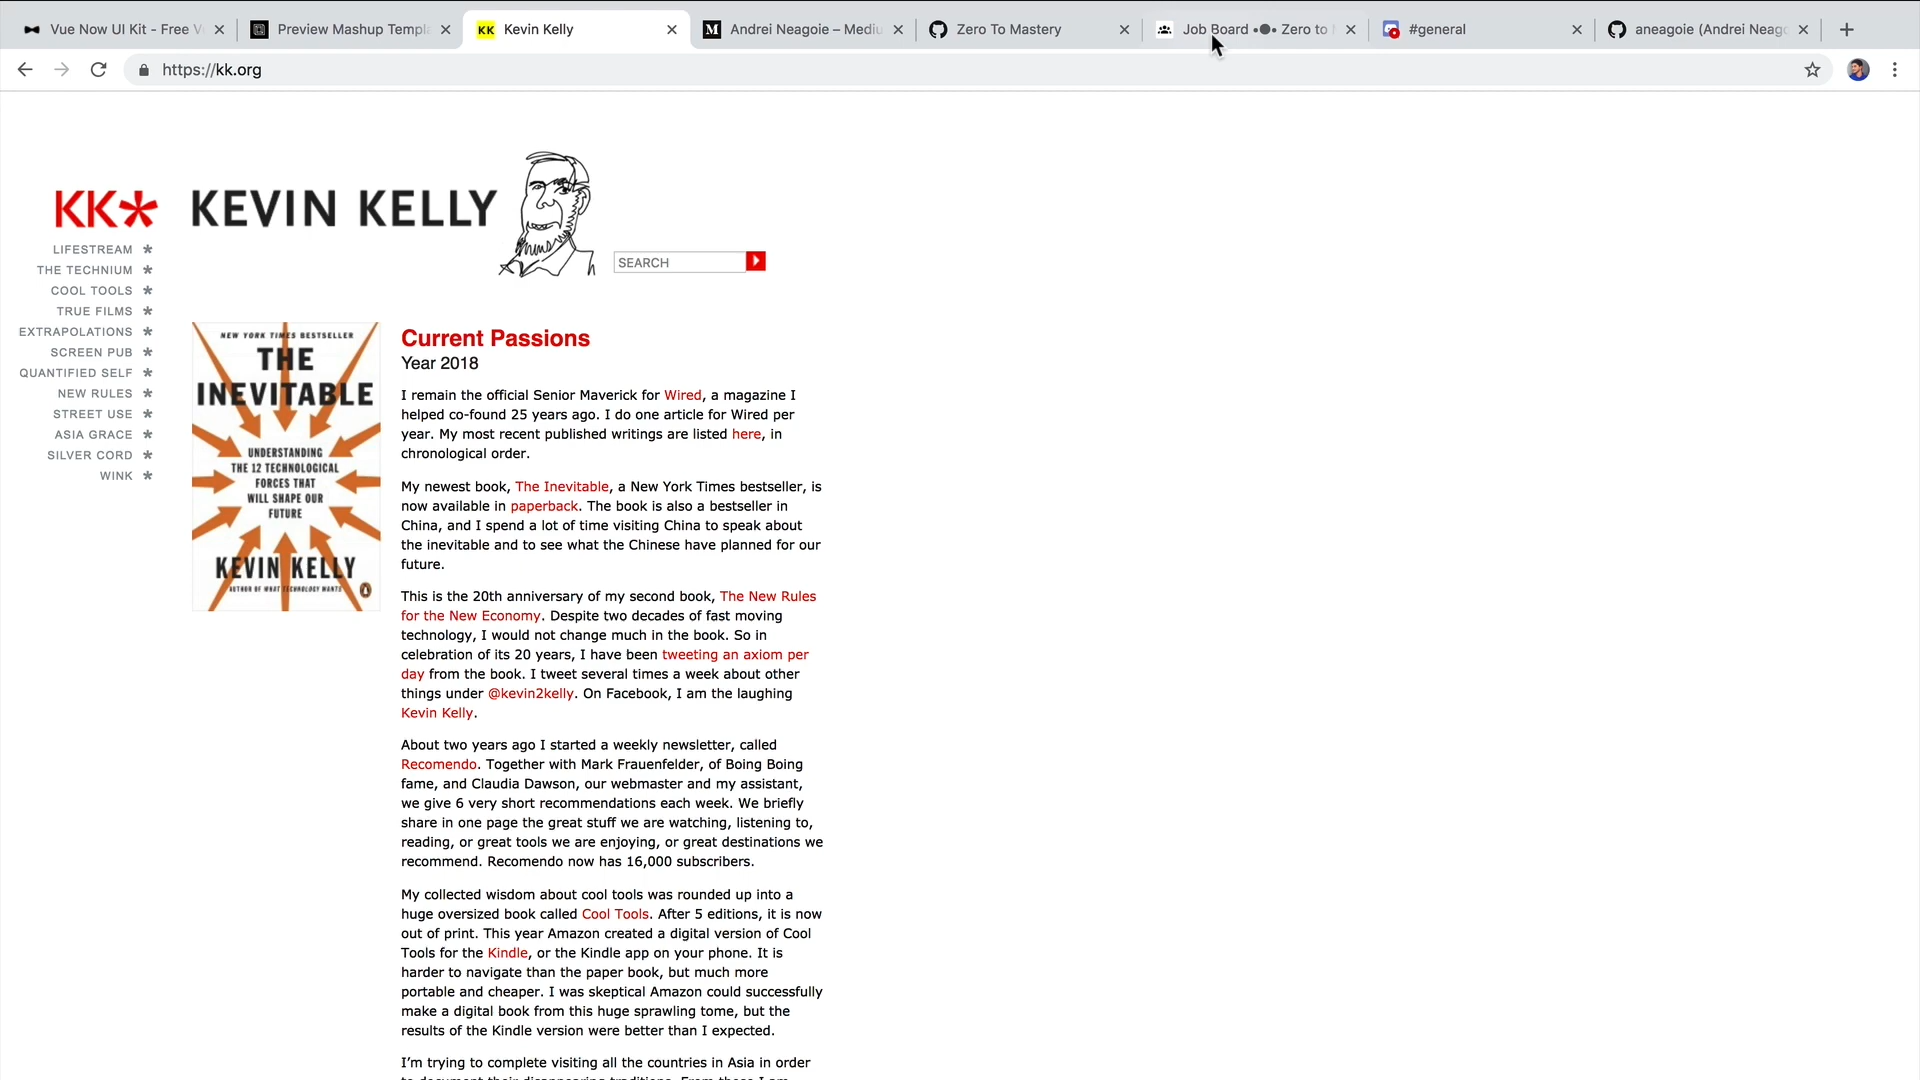 Vue Now UI Kit - Free V
Preview Mashup Templa
KK Kevin Kelly
Andrei Neagoie – Mediu
Zero To Mastery
Job Board •⚫• Zero to
#general
aneagoie (Andrei Neago
https://kk.org
KK* KEVIN KELLY
SEARCH
LIFESTREAM *
THE TECHNIUM *
COOL TOOLS *
TRUE FILMS *
EXTRAPOLATIONS *
SCREEN PUB *
QUANTIFIED SELF *
NEW RULES *
STREET USE *
ASIA GRACE *
SILVER CORD *
WINK *
NEW YORK TIMES BESTSELLER
THE
INEVITABLE
UNDERSTANDING
THE 12 TECHNOLOGICAL
FORCES THAT
WILL SHAPE OUR
FUTURE
KEVIN KELLY
AUTHOR OF WHAT TECHNOLOGY WANTS
Current Passions
Year 2018
I remain the official Senior Maverick for Wired, a magazine I
helped co-found 25 years ago. I do one article for Wired per
year. My most recent published writings are listed here, in
chronological order.
My newest book, The Inevitable, a New York Times bestseller, is
now available in paperback. The book is also a bestseller in
China, and I spend a lot of time visiting China to speak about
the inevitable and to see what the Chinese have planned for our
future.
This is the 20th anniversary of my second book, The New Rules
for the New Economy. Despite two decades of fast moving
technology, I would not change much in the book. So in
celebration of its 20 years, I have been tweeting an axiom per
day from the book. I tweet several times a week about other
things under @kevin2kelly. On Facebook, I am the laughing
Kevin Kelly.
About two years ago I started a weekly newsletter, called
Recomendo. Together with Mark Frauenfelder, of Boing Boing
fame, and Claudia Dawson, our webmaster and my assistant,
we give 6 very short recommendations each week. We briefly
share in one page the great stuff we are watching, listening to,
reading, or great tools we are enjoying, or great destinations we
recommend. Recomendo now has 16,000 subscribers.
My collected wisdom about cool tools was rounded up into a
huge oversized book called Cool Tools. After 5 editions, it is now
out of print. This year Amazon created a digital version of Cool
Tools for the Kindle, or the Kindle app on your phone. It is
harder to navigate than the paper book, but much more
portable and cheaper. I was skeptical Amazon could successfully
make a digital book from this huge sprawling tome, but the
results of the Kindle version were better than I expected.
I'm trying to complete visiting all the countries in Asia in order